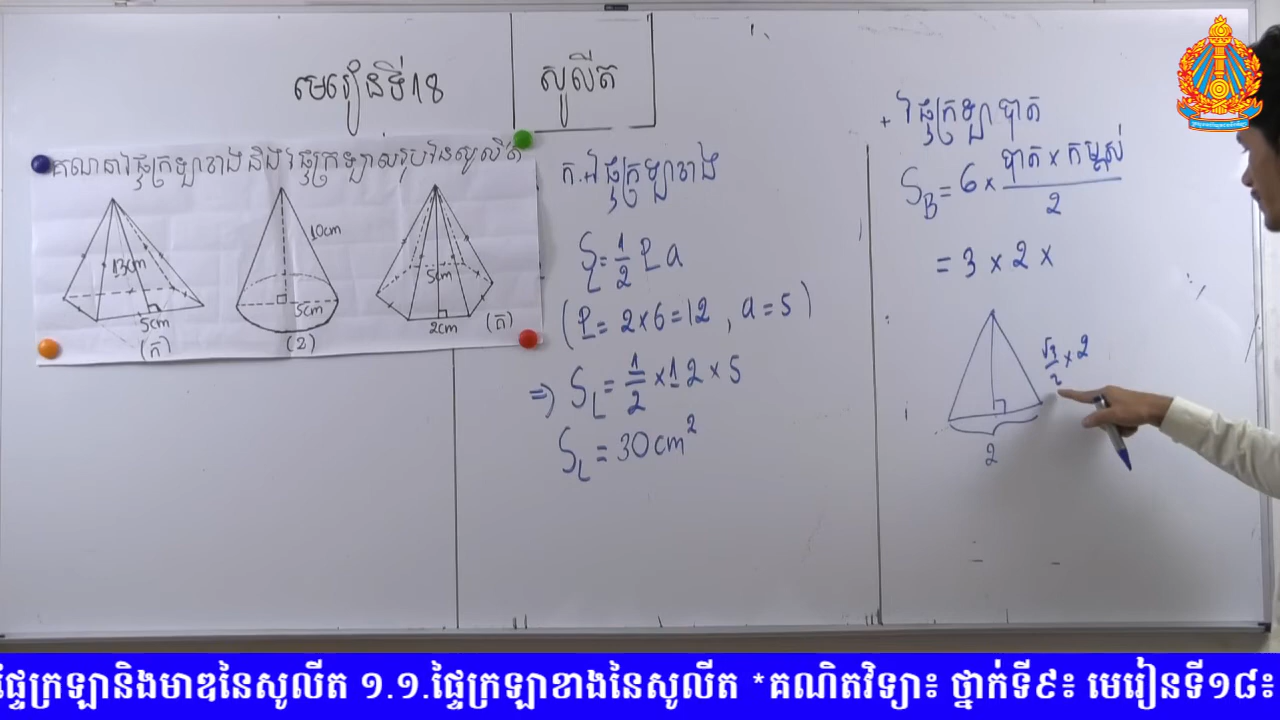 មេរៀនទី18
សូលីត
គណនាផ្ទៃក្រឡាខាង និងផ្ទៃក្រឡាសរុបនៃសូលីត
13cm
5cm
(ក)
10cm
5cm
(2)
5cm
2cm
(គ)
ក.ផ្ទៃក្រឡាខាង
S_L = 1/2 P a
( P = 2×6=12 , a = 5 )
⇒ S_L = 1/2 × 12 × 5
S_L = 30cm²
+ ផ្ទៃក្រឡាបាត
S_B = 6 × បាត × កម្ពស់ / 2
= 3 × 2 ×
√3/2 × 2
2
ផ្ទៃក្រឡានិងមាឌនៃសូលីត ១.១.ផ្ទៃក្រឡាខាងនៃសូលីត *គណិតវិទ្យា៖ ថ្នាក់ទី៩៖ មេរៀនទី១៨៖